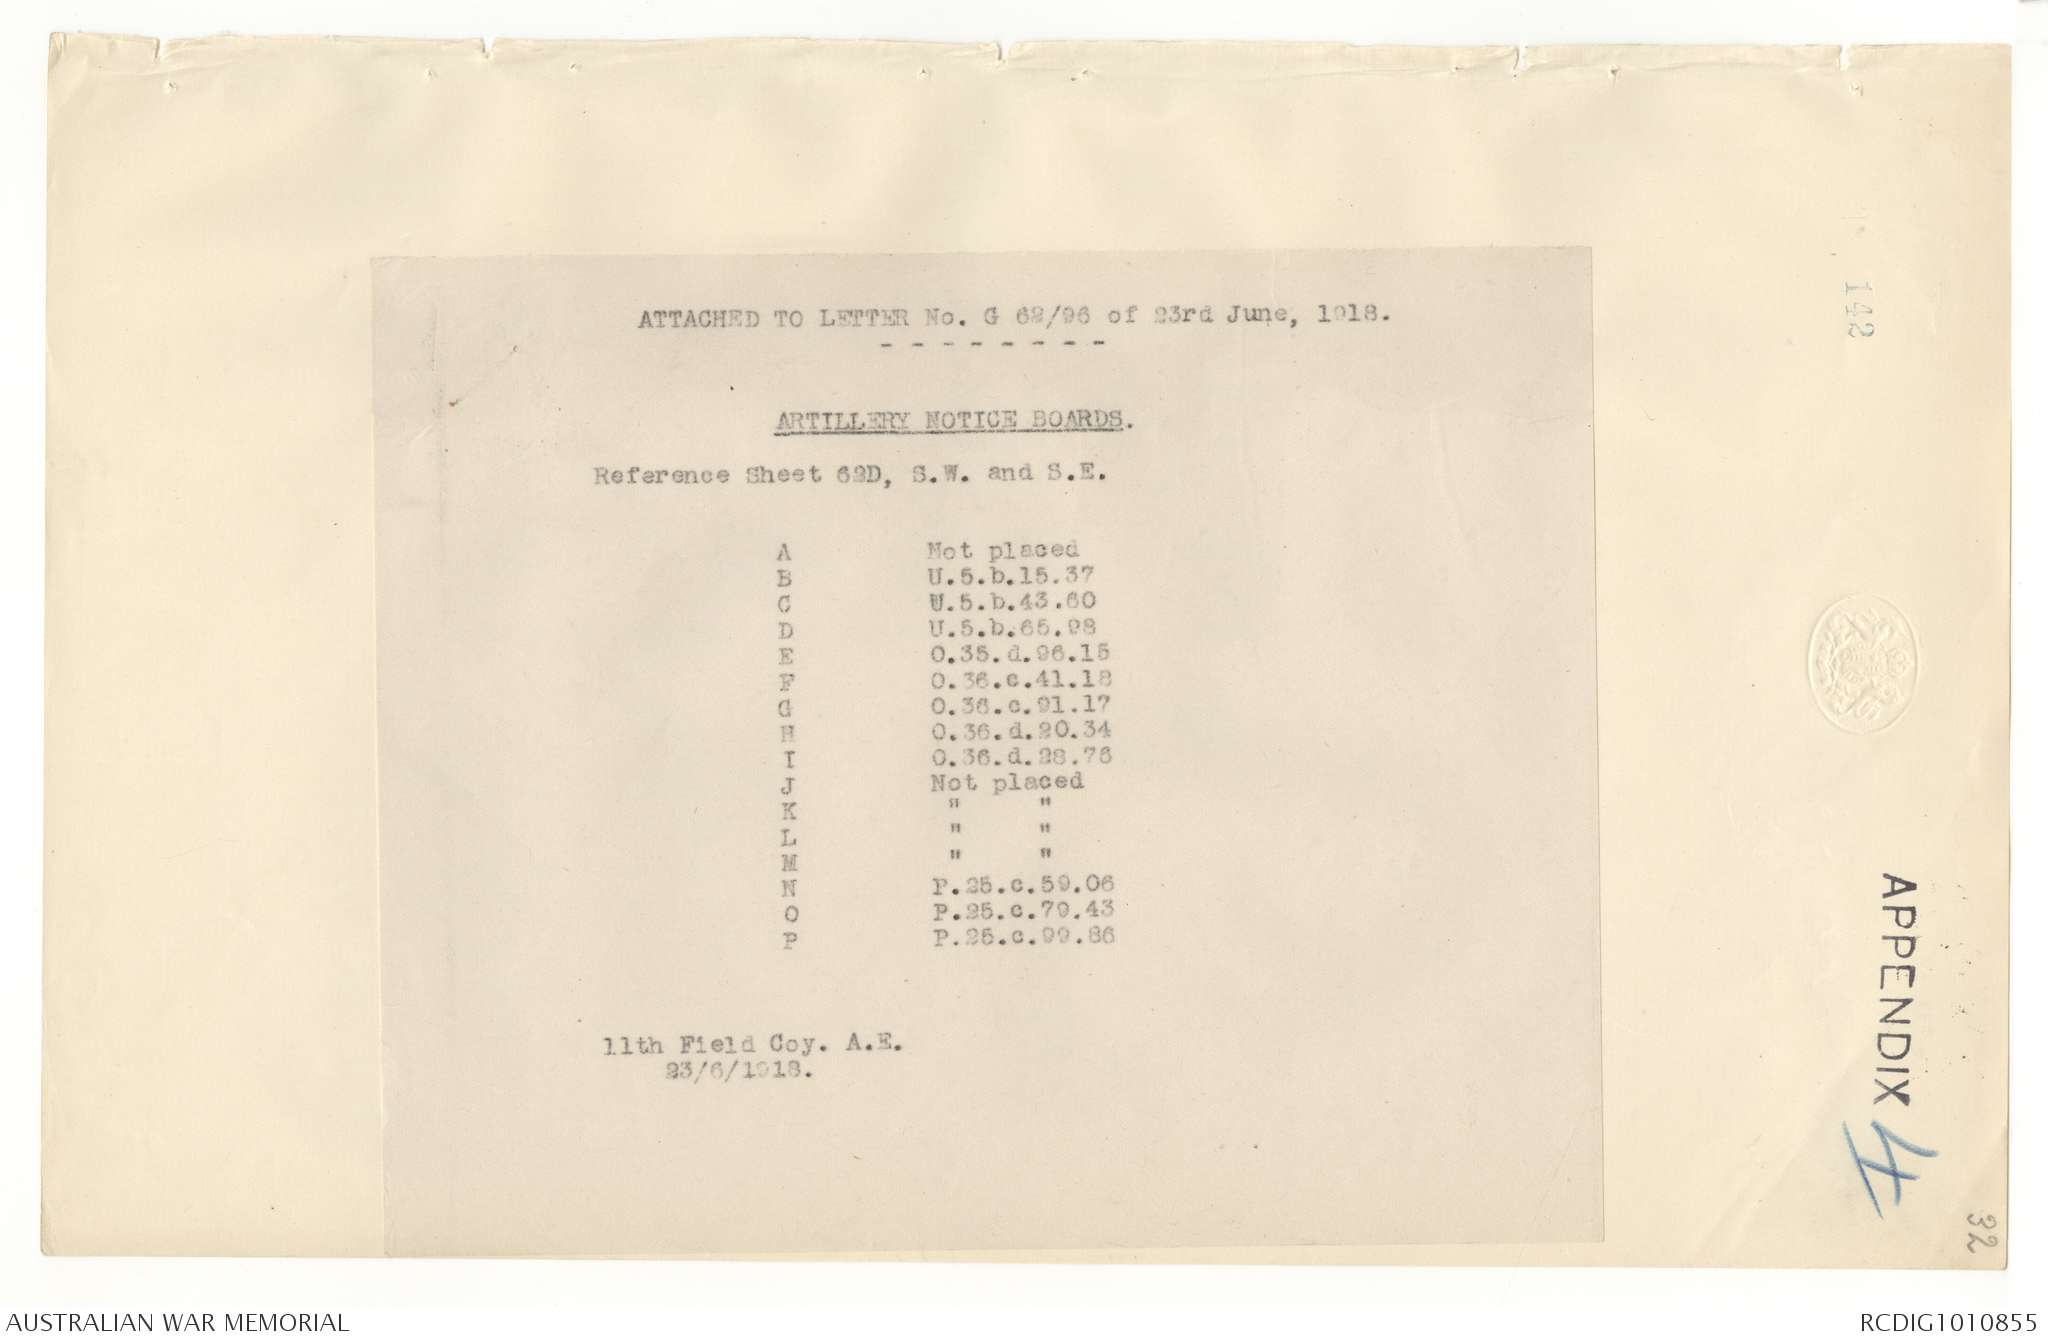 ATTACHED TO LETTER No. G 62/96 of 23rd June, 1918.
- - - - - - - -
ARTILLERY NOTICE BOARDS.
Reference Sheet 62D, S.W. and S.E.
A Not placed
B U.5.b.15.37
C U.5.b.43.60
D U.5.b.65.98
E O.35.d.96.15
F O.36.c.41.18
G O.36.c.91.17
H O.36.d.20.34
I O.36.d.28.76
J Not placed
K " "
L " "
M " "
N P.25.c.59.06
O P.25.c.79.43
P P.25.c.99.86
11th Field Coy. A.E.
23/6/1918.
142
APPENDIX 4
32
AUSTRALIAN WAR MEMORIAL
RCDIG1010855